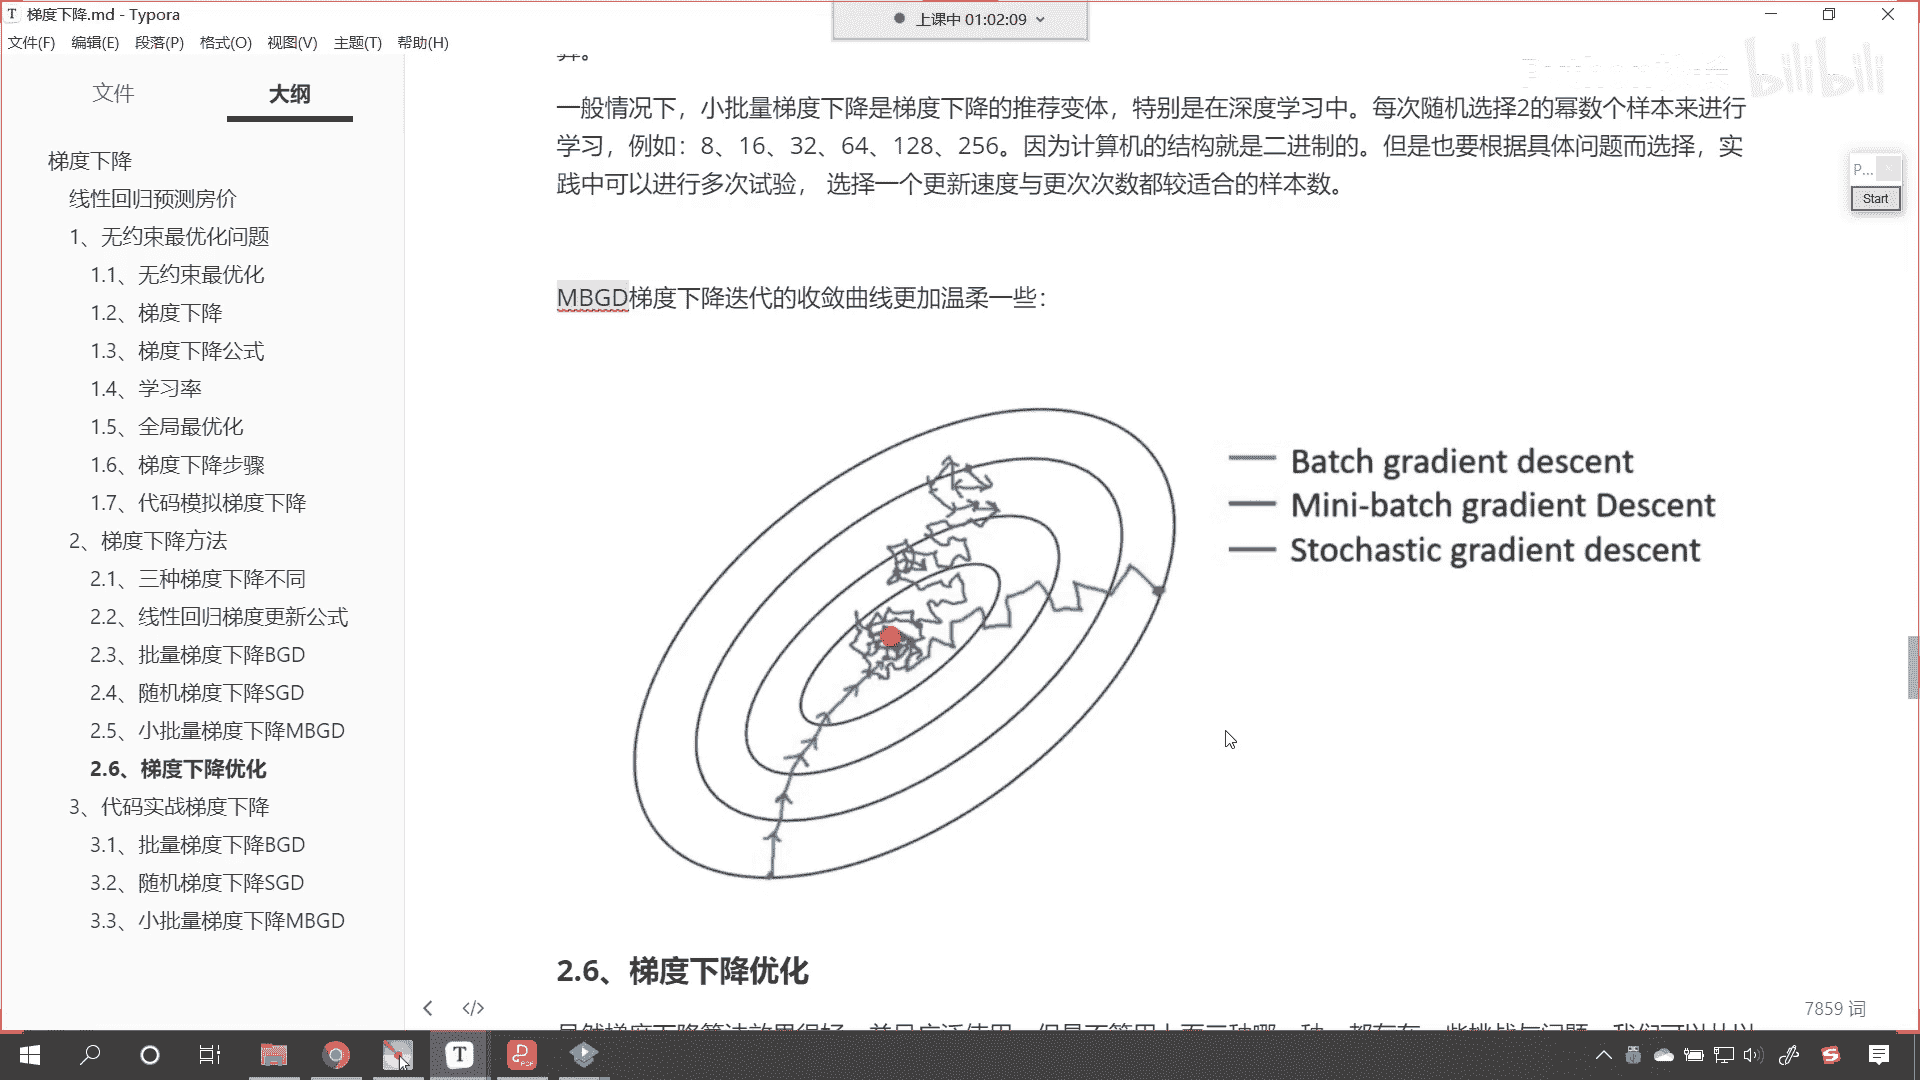 梯度下降.md - Typora
上课中 01:02:09
文件(F) 编辑(E) 段落(P) 格式(O) 视图(V) 主题(T) 帮助(H)
文件 大纲
梯度下降
线性回归预测房价
1、无约束最优化问题
1.1、无约束最优化
1.2、梯度下降
1.3、梯度下降公式
1.4、学习率
1.5、全局最优化
1.6、梯度下降步骤
1.7、代码模拟梯度下降
2、梯度下降方法
2.1、三种梯度下降不同
2.2、线性回归梯度更新公式
2.3、批量梯度下降BGD
2.4、随机梯度下降SGD
2.5、小批量梯度下降MBGD
2.6、梯度下降优化
3、代码实战梯度下降
3.1、批量梯度下降BGD
3.2、随机梯度下降SGD
3.3、小批量梯度下降MBGD
一般情况下，小批量梯度下降是梯度下降的推荐变体，特别是在深度学习中。每次随机选择2的幂数个样本来进行
学习，例如：8、16、32、64、128、256。因为计算机的结构就是二进制的。但是也要根据具体问题而选择，实
践中可以进行多次试验， 选择一个更新速度与更次次数都较适合的样本数。
MBGD梯度下降迭代的收敛曲线更加温柔一些：
Batch gradient descent
Mini-batch gradient Descent
Stochastic gradient descent
2.6、梯度下降优化
7859 词
bilibili
P...
Start